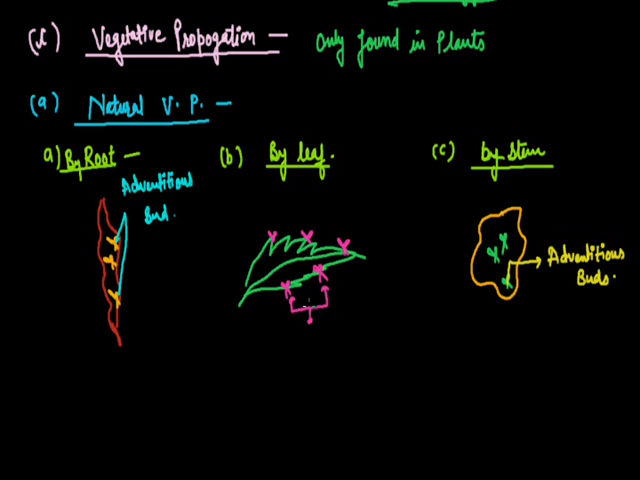 (x) Vegetative Propogation -
Only found in Plants
(a) Natural V. P. -
a) By Root -
(b) By leaf.
(c) by stem
Adventitious
Bud.
Adventitious
Buds.